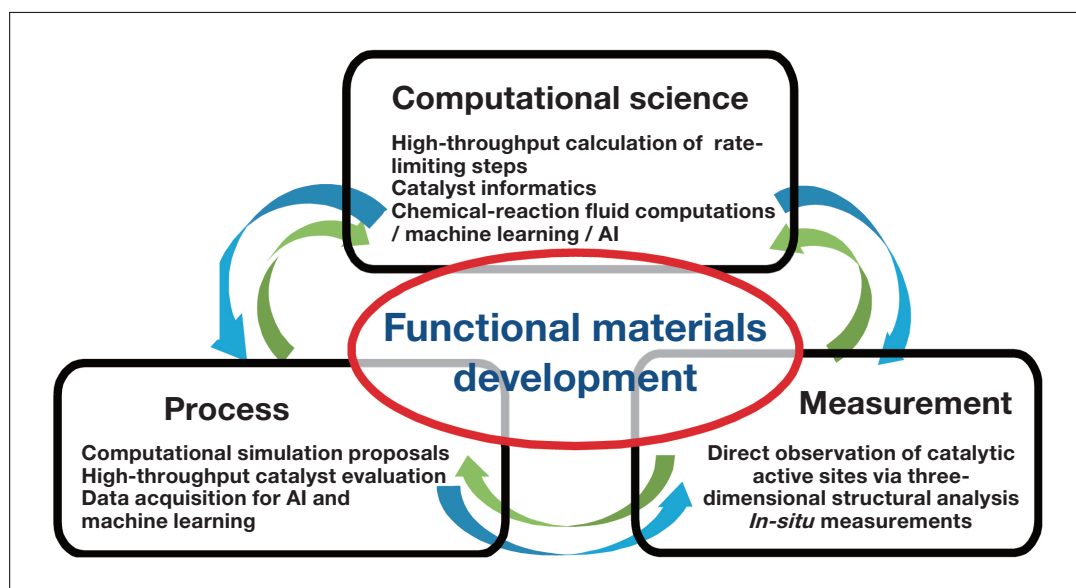 Computational science
High-throughput calculation of rate-
limiting steps
Catalyst informatics
Chemical-reaction fluid computations
/ machine learning / AI
Functional materials
development
Process
Computational simulation proposals
High-throughput catalyst evaluation
Data acquisition for AI and
machine learning
Measurement
Direct observation of catalytic
active sites via three-
dimensional structural analysis
In-situ measurements